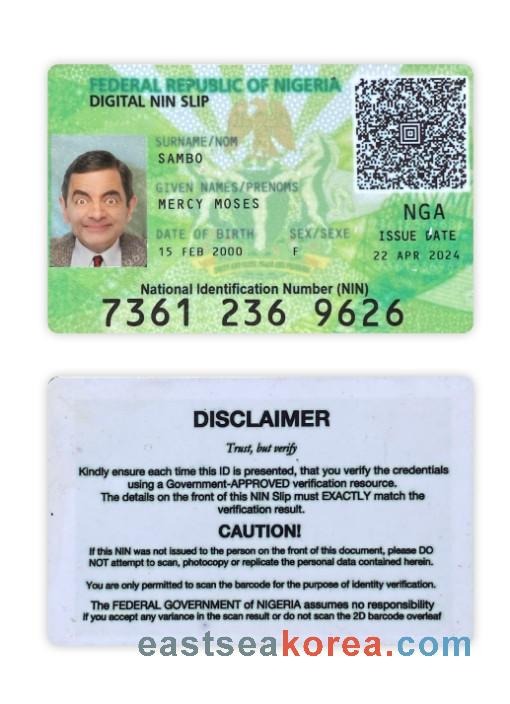 FEDERAL REPUBLIC OF NIGERIA
DIGITAL NIN SLIP
SURNAME/NOM
SAMBO
GIVEN NAMES/PRENOMS
MERCY MOSES
DATE OF BIRTH SEX/SEXE
15 FEB 2000 F
NGA
ISSUE DATE
22 APR 2024
National Identification Number (NIN)
7361 236 9626
DISCLAIMER
Trust, but verify
Kindly ensure each time this ID is presented, that you verify the credentials
using a Government-APPROVED verification resource.
The details on the front of this NIN Slip must EXACTLY match the
verification result.
CAUTION!
If this NIN was not issued to the person on the front of this document, please DO
NOT attempt to scan, photocopy or replicate the personal data contained herein.
You are only permitted to scan the barcode for the purpose of identity verification.
The FEDERAL GOVERNMENT of NIGERIA assumes no responsibility
if you accept any variance in the scan result or do not scan the 2D barcode overleaf
eastseakorea.com